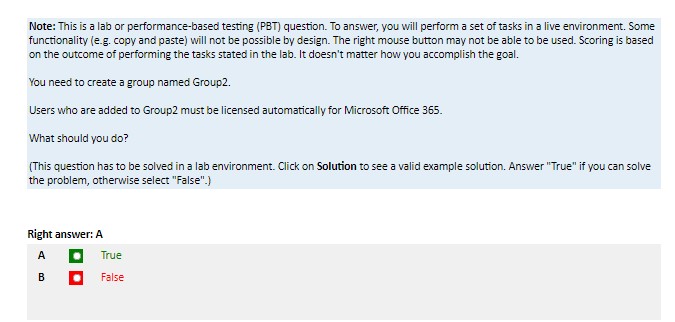 Note: This is a lab or performance-based testing (PBT) question. To answer, you will perform a set of tasks in a live environment. Some
functionality (e.g. copy and paste) will not be possible by design. The right mouse button may not be able to be used. Scoring is based
on the outcome of performing the tasks stated in the lab. It doesn't matter how you accomplish the goal.
You need to create a group named Group2.
Users who are added to Group2 must be licensed automatically for Microsoft Office 365.
What should you do?
(This question has to be solved in a lab environment. Click on Solution to see a valid example solution. Answer "True" if you can solve
the problem, otherwise select "False".)
Right answer: A
A True
B False